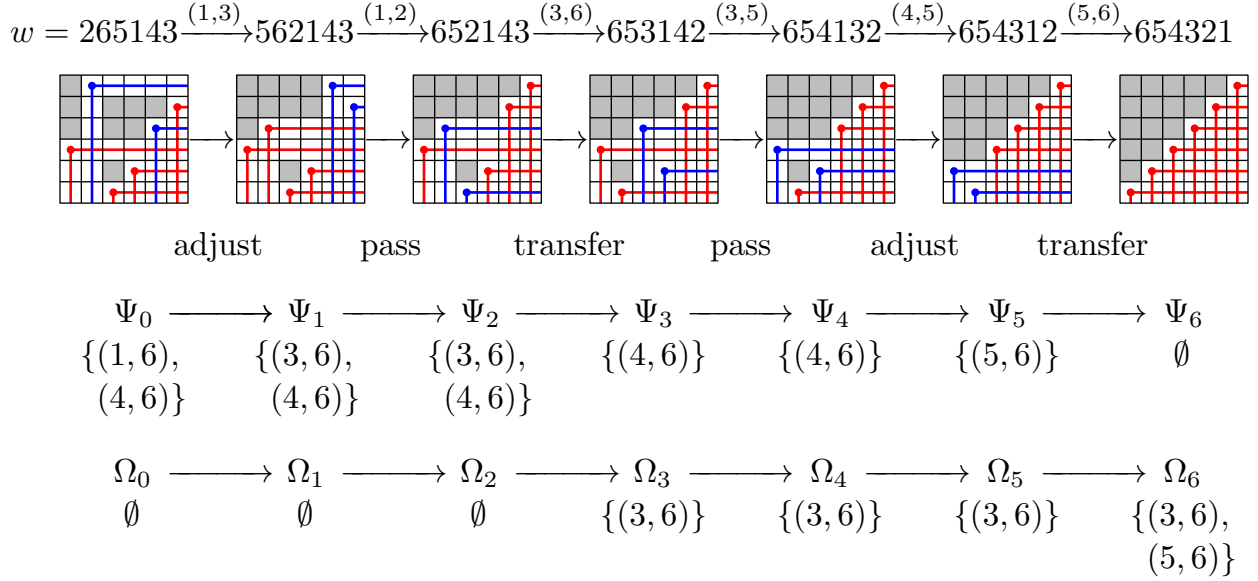 w = 265143 (1,3) 562143 (1,2) 652143 (3,6) 653142 (3,5) 654132 (4,5) 654312 (5,6) 654321
adjust pass transfer pass adjust transfer
Ψ₀ Ψ₁ Ψ₂ Ψ₃ Ψ₄ Ψ₅ Ψ₆
{(1, 6), {(3, 6), {(3, 6), {(4, 6)} {(4, 6)} {(5, 6)} ∅
(4, 6)} (4, 6)} (4, 6)}
Ω₀ Ω₁ Ω₂ Ω₃ Ω₄ Ω₅ Ω₆
∅ ∅ ∅ {(3, 6)} {(3, 6)} {(3, 6)} {(3, 6),
(5, 6)}